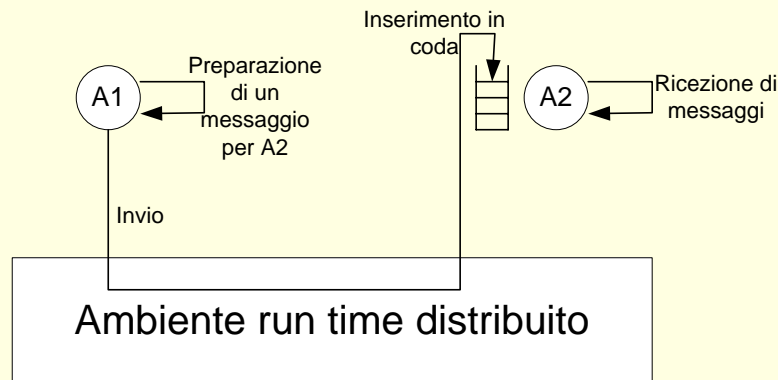 Inserimento in
coda
Preparazione
di un
messaggio
per A2
A1
A2
Ricezione di
messaggi
Invio
Ambiente run time distribuito